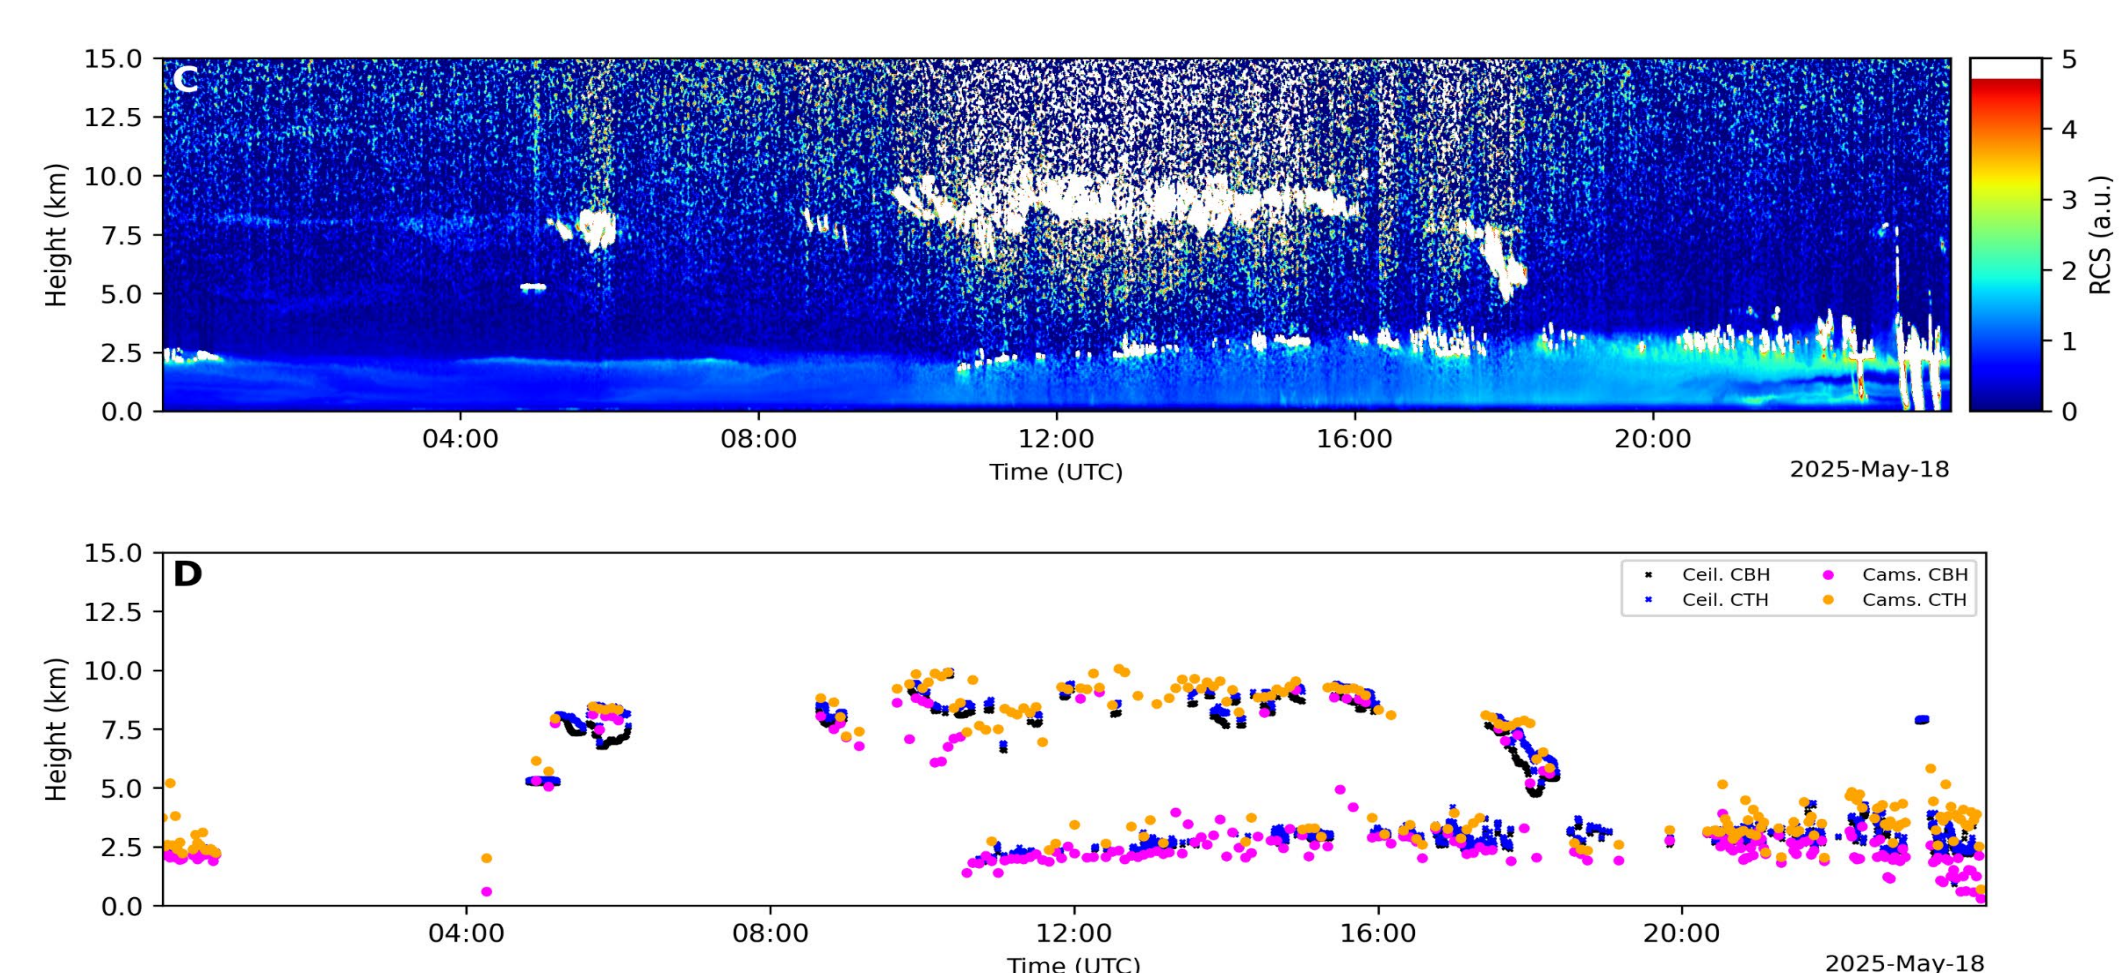 C
15.0
12.5
10.0
7.5
5.0
2.5
0.0
Height (km)
04:00 08:00 12:00 16:00 20:00
Time (UTC)
2025-May-18
5
4
3
2
1
0
RCS (a.u.)
D
15.0
12.5
10.0
7.5
5.0
2.5
0.0
Height (km)
Ceil. CBH Cams. CBH
Ceil. CTH Cams. CTH
04:00 08:00 12:00 16:00 20:00
Time (UTC)
2025-May-18